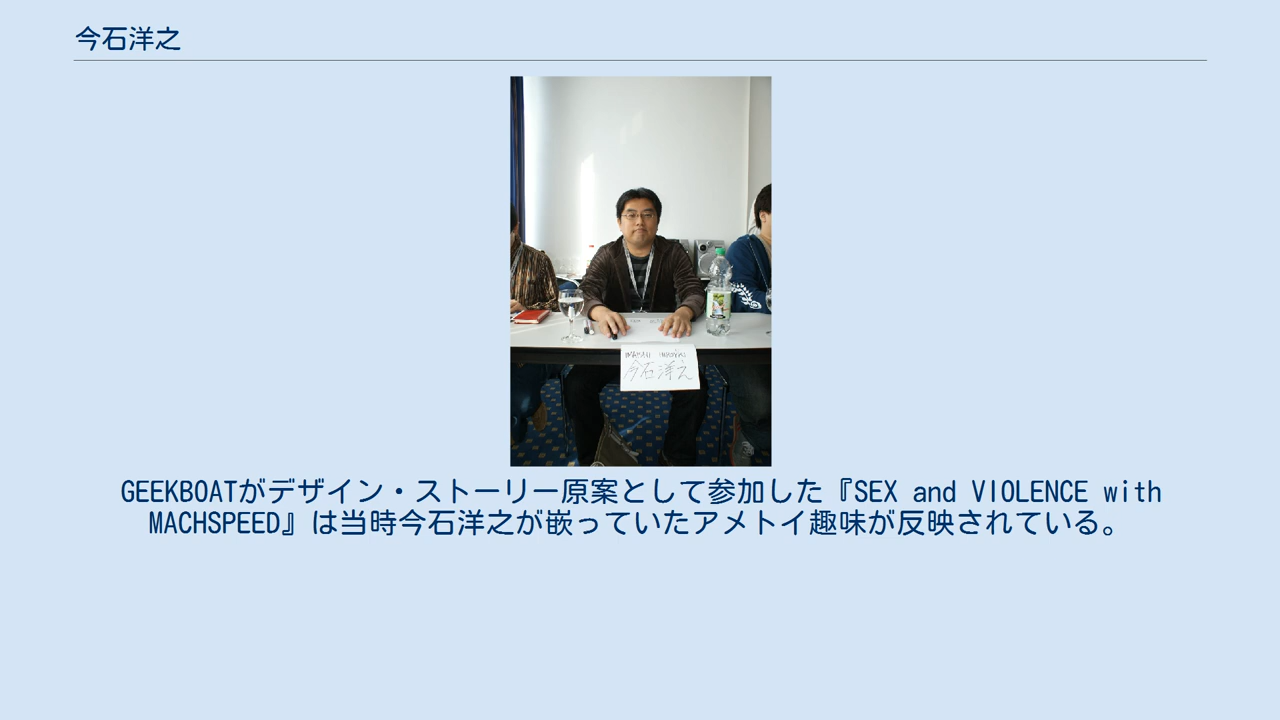 今石洋之
IMAISHI HIROYUKI
今石洋之
GEEKBOATがデザイン・ストーリー原案として参加した『SEX and VIOLENCE with
MACHSPEED』は当時今石洋之が嵌っていたアメトイ趣味が反映されている。